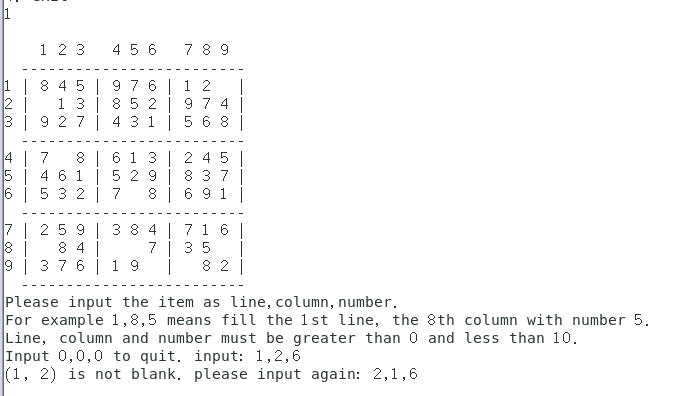 1
1 2 3 4 5 6 7 8 9
-------------------------
1 | 8 4 5 | 9 7 6 | 1 2   |
2 |   1 3 | 8 5 2 | 9 7 4 |
3 | 9 2 7 | 4 3 1 | 5 6 8 |
-------------------------
4 | 7   8 | 6 1 3 | 2 4 5 |
5 | 4 6 1 | 5 2 9 | 8 3 7 |
6 | 5 3 2 | 7   8 | 6 9 1 |
-------------------------
7 | 2 5 9 | 3 8 4 | 7 1 6 |
8 |   8 4 |     7 | 3 5   |
9 | 3 7 6 | 1 9   |   8 2 |
-------------------------
Please input the item as line,column,number.
For example 1,8,5 means fill the 1st line, the 8th column with number 5.
Line, column and number must be greater than 0 and less than 10.
Input 0,0,0 to quit. input: 1,2,6
(1, 2) is not blank. please input again: 2,1,6